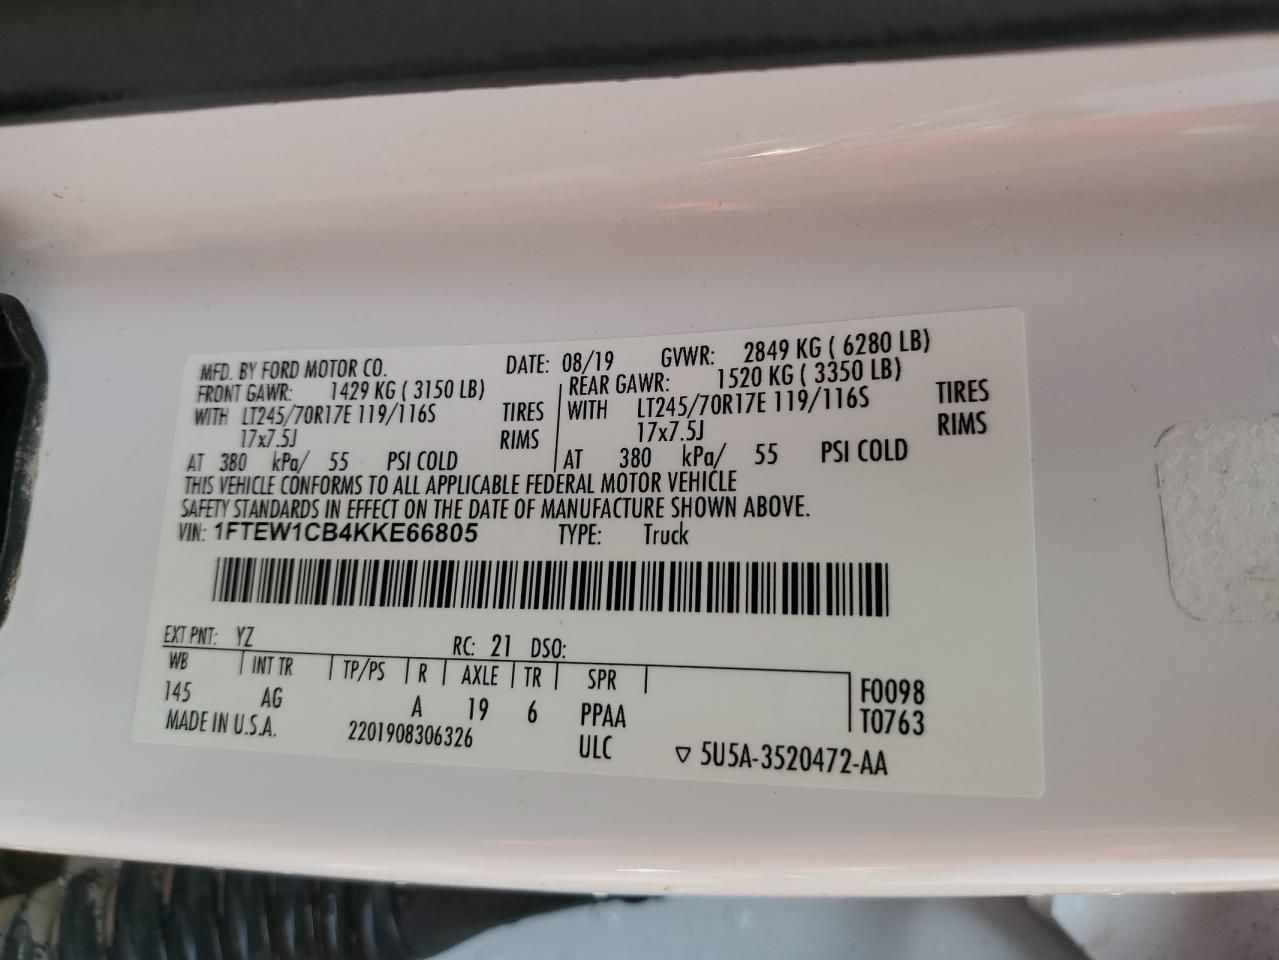 MFD. BY FORD MOTOR CO. DATE: 08/19 GVWR: 2849 KG ( 6280 LB)
FRONT GAWR: 1429 KG ( 3150 LB) REAR GAWR: 1520 KG ( 3350 LB)
WITH LT245/70R17E 119/116S TIRES WITH LT245/70R17E 119/116S TIRES
17x7.5J RIMS 17x7.5J RIMS
AT 380 kPa/ 55 PSI COLD AT 380 kPa/ 55 PSI COLD
THIS VEHICLE CONFORMS TO ALL APPLICABLE FEDERAL MOTOR VEHICLE
SAFETY STANDARDS IN EFFECT ON THE DATE OF MANUFACTURE SHOWN ABOVE.
VIN: 1FTEW1CB4KKE66805 TYPE: Truck
EXT PNT: YZ RC: 21 DSO:
WB INT TR TP/PS R AXLE TR SPR F0098
145 AG A 19 6 PPAA T0763
MADE IN U.S.A. 2201908306326 ULC ▽ 5U5A-3520472-AA